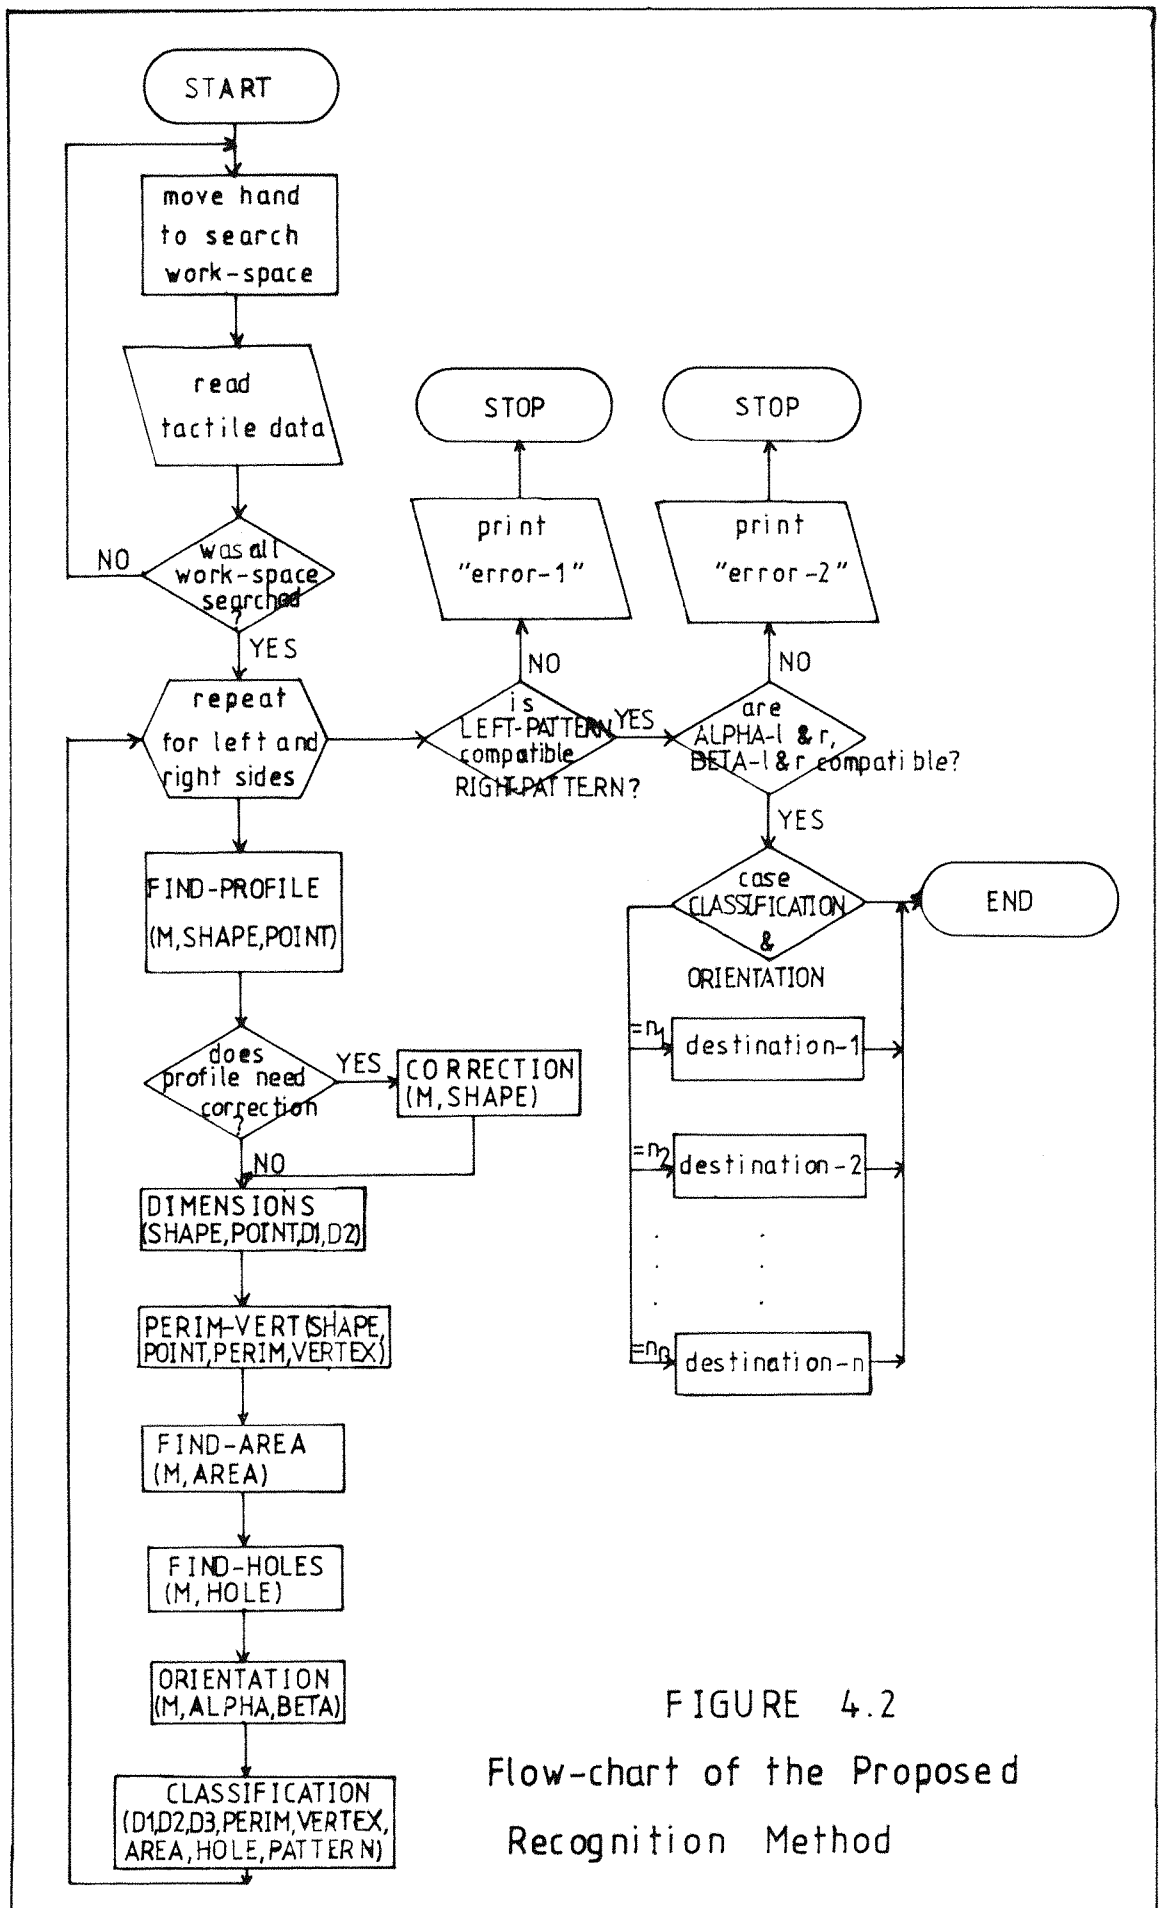 START
move hand
to search
work-space
read
tactile data
was all
work-space
searched
?
NO
YES
repeat
for left and
right sides
FIND-PROFILE
(M,SHAPE,POINT)
does
profile need
correction
?
YES
CORRECTION
(M,SHAPE)
NO
DIMENSIONS
(SHAPE,POINT,D1,D2)
PERIM-VERT(SHAPE,
POINT,PERIM,VERTEX)
FIND-AREA
(M,AREA)
FIND-HOLES
(M,HOLE)
ORIENTATION
(M,ALPHA,BETA)
CLASSIFICATION
(D1,D2,D3,PERIM,VERTEX,
AREA,HOLE,PATTERN)
STOP
print
"error-1"
NO
is
LEFT-PATTERN
compatible
RIGHT-PATTERN?
YES
STOP
print
"error-2"
NO
are
ALPHA-l & r,
BETA-l & r compatible?
YES
case
CLASSIFICATION
&
ORIENTATION
END
=n1
destination-1
=n2
destination-2
. .
. .
. .
=nn
destination-n
FIGURE 4.2
Flow-chart of the Proposed
Recognition Method